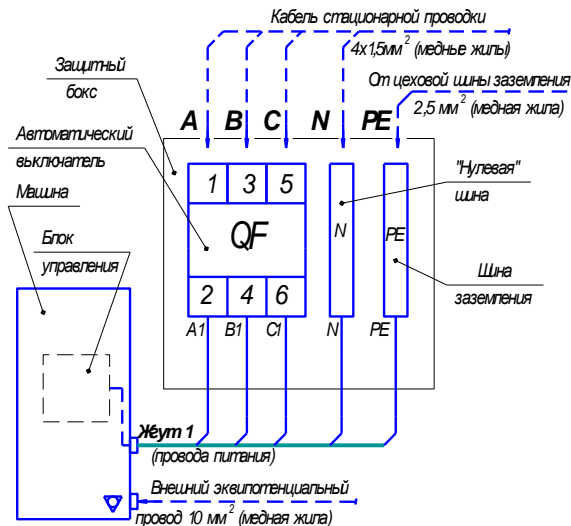 Кабель стационарной проводки
4х1,5мм² (медные жилы)
От цеховой шины заземления
2,5 мм² (медная жила)
Защитный
бокс
A B C N PE
Автоматический
выключатель
"Нулевая"
шина
1 3 5
Машина
QF
N
PE
Блок
управления
Шина
заземления
2 4 6
A1 B1 C1 N PE
Жгут 1
(провода питания)
Внешний эквипотенциальный
провод 10 мм² (медная жила)